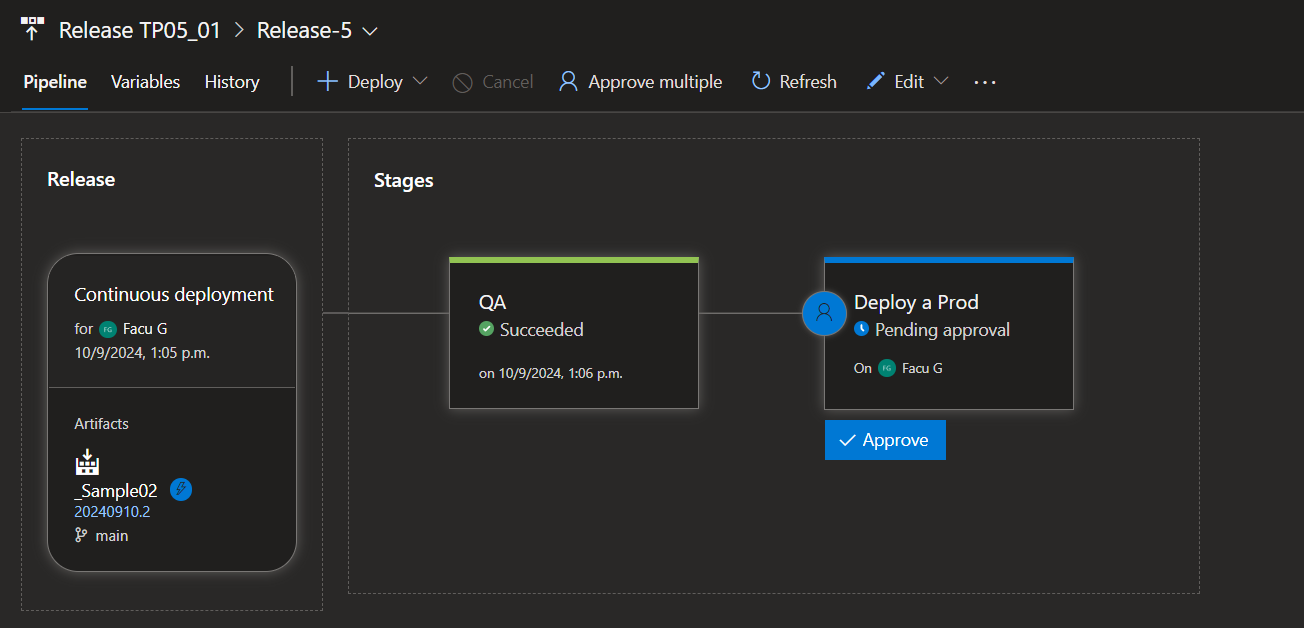 Release TP05_01 > Release-5
Pipeline Variables History Deploy Cancel Approve multiple Refresh Edit ...
Release
Continuous deployment
for FG Facu G
10/9/2024, 1:05 p.m.
Artifacts
_Sample02
20240910.2
main
Stages
QA
Succeeded
on 10/9/2024, 1:06 p.m.
Deploy a Prod
Pending approval
On FG Facu G
Approve